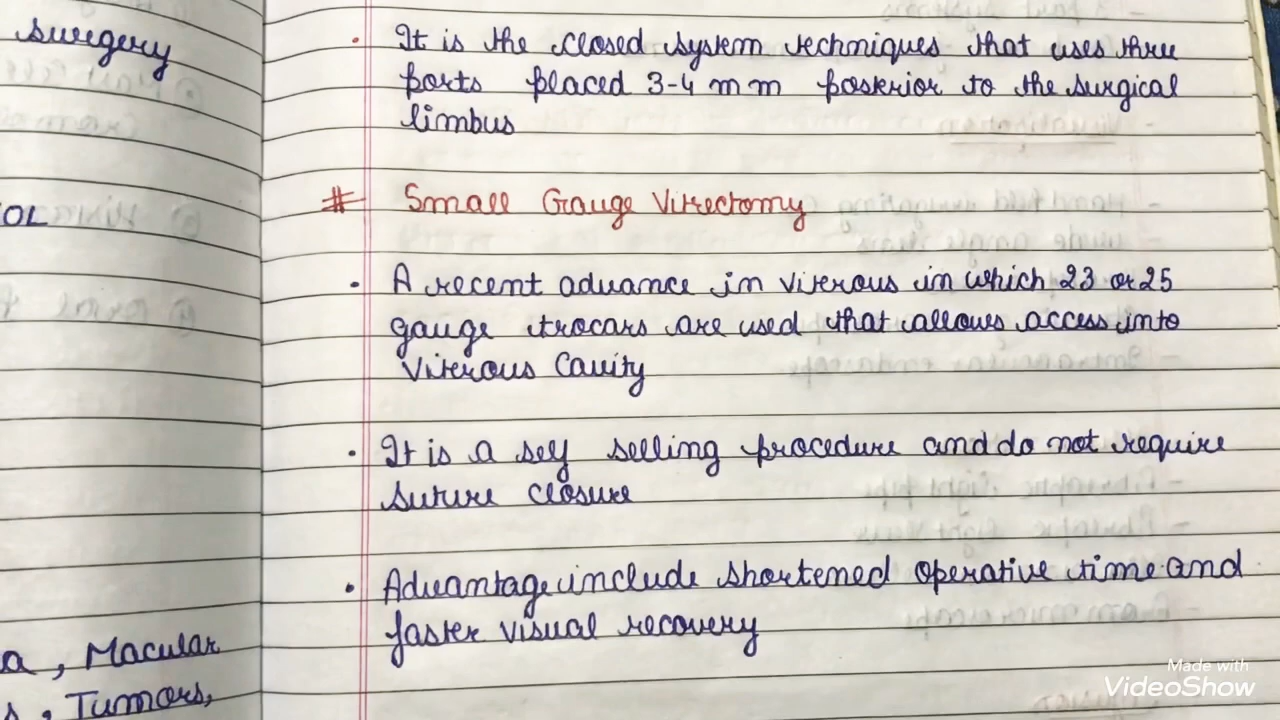 surgery
OL
a, Macular
Tumors,
It is the closed system techniques that uses three
ports placed 3-4 mm posterior to the surgical
limbus
# Small Gauge Vitrectomy
• A recent advance in viterous in which 23 or 25
gauge trocars are used that allows access into
Viterous Cavity
• It is a self selling procedure and do not require
suture closure
• Advantage include shortened operative time and
faster visual recovery
Made with
VideoShow